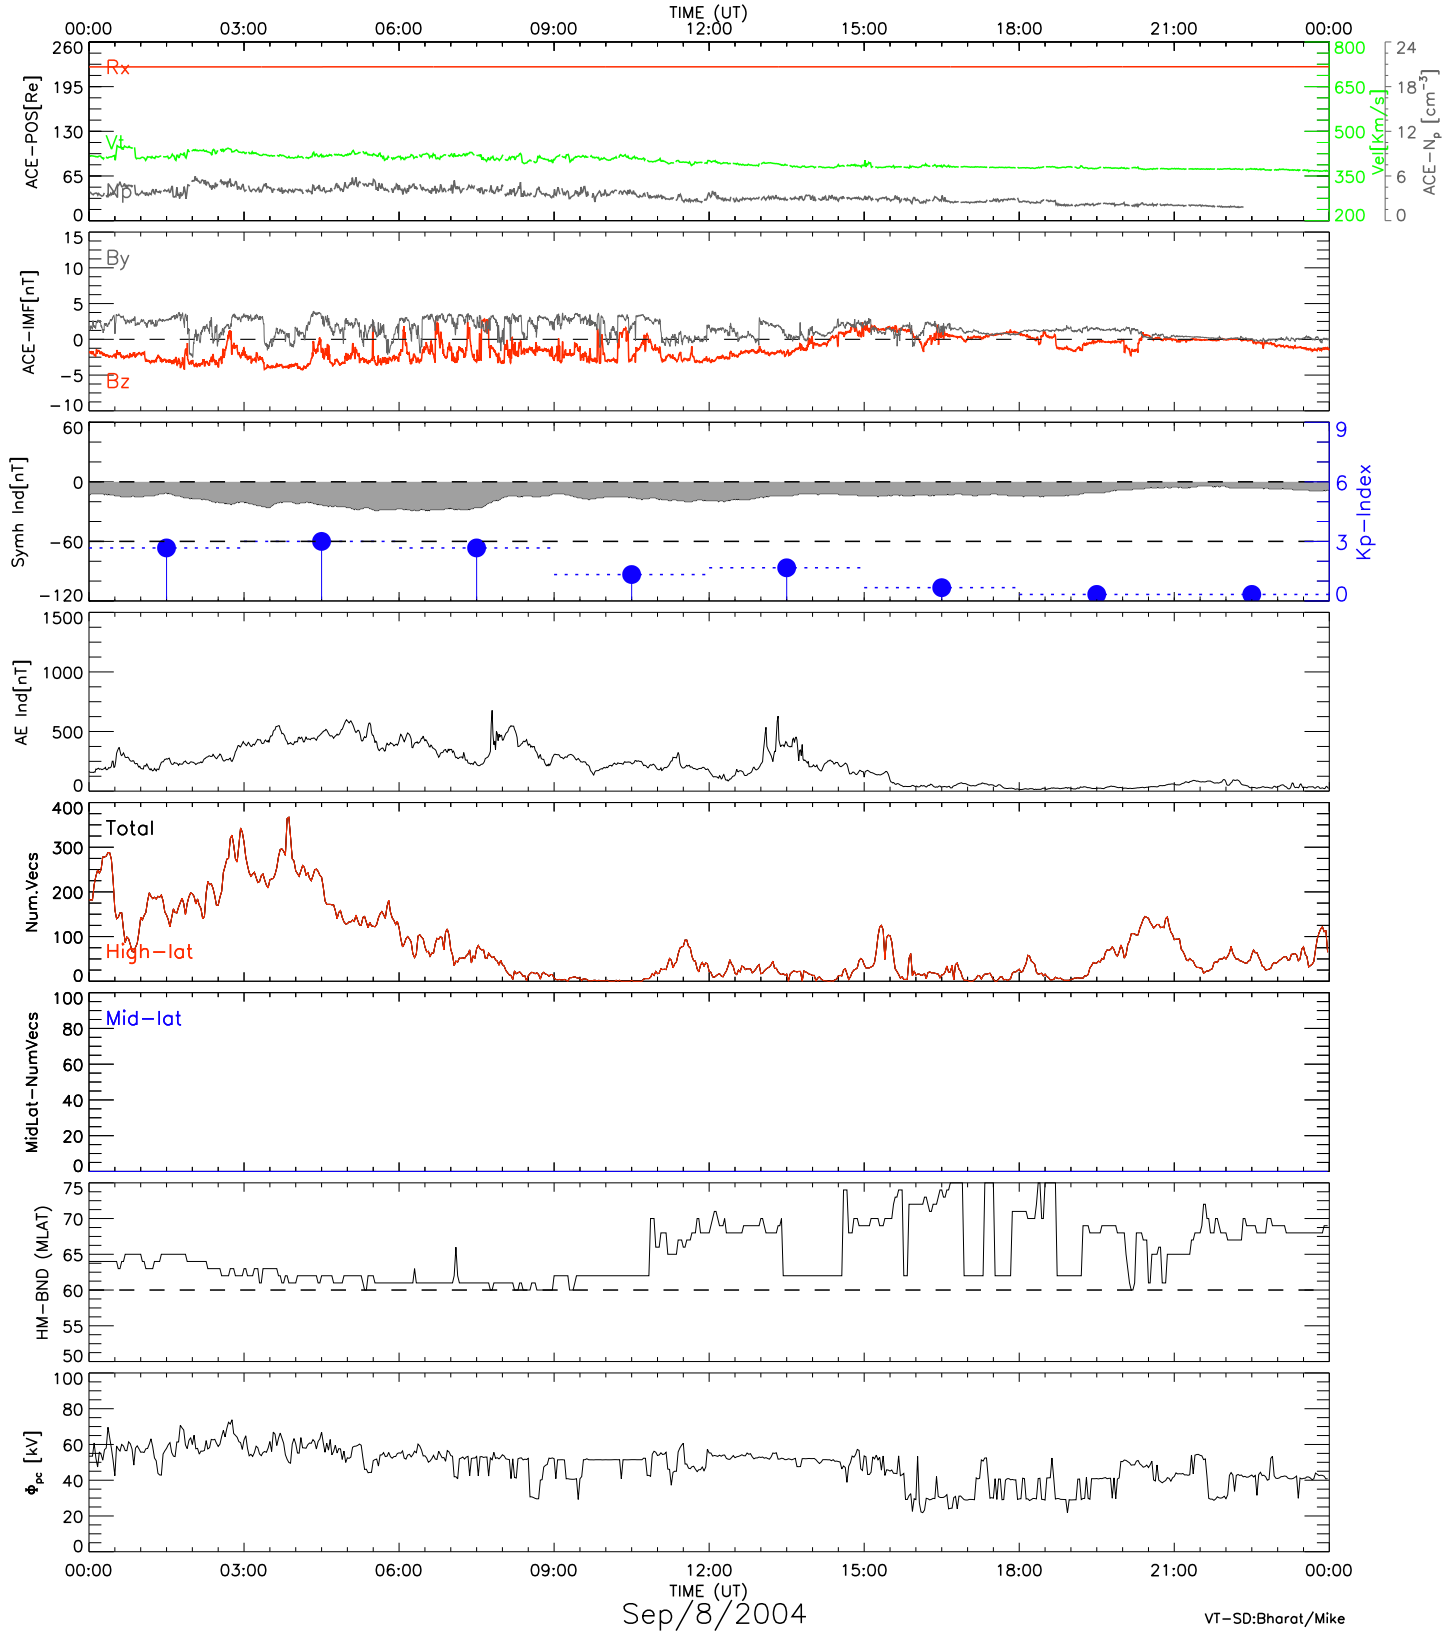 TIME (UT)
00:00 03:00 06:00 09:00 12:00 15:00 18:00 21:00 00:00
260
195
130
65
0
ACE-POS[Re]
Rx
Vt
Np
800
650
500
350
200
Vel[Km/s]
24
18
12
6
0
ACE-Np [cm-3]
15
10
5
0
-5
-10
ACE-IMF[nT]
By
Bz
60
0
-60
-120
Symh Ind[nT]
9
6
3
0
Kp-Index
1500
1000
500
0
AE Ind[nT]
400
300
200
100
0
Num.Vecs
Total
High-lat
100
80
60
40
20
0
MidLat-NumVecs
Mid-lat
75
70
65
60
55
50
HM-BND (MLAT)
100
80
60
40
20
0
Φpc [kV]
00:00 03:00 06:00 09:00 12:00 15:00 18:00 21:00 00:00
TIME (UT)
Sep/8/2004
VT-SD:Bharat/Mike